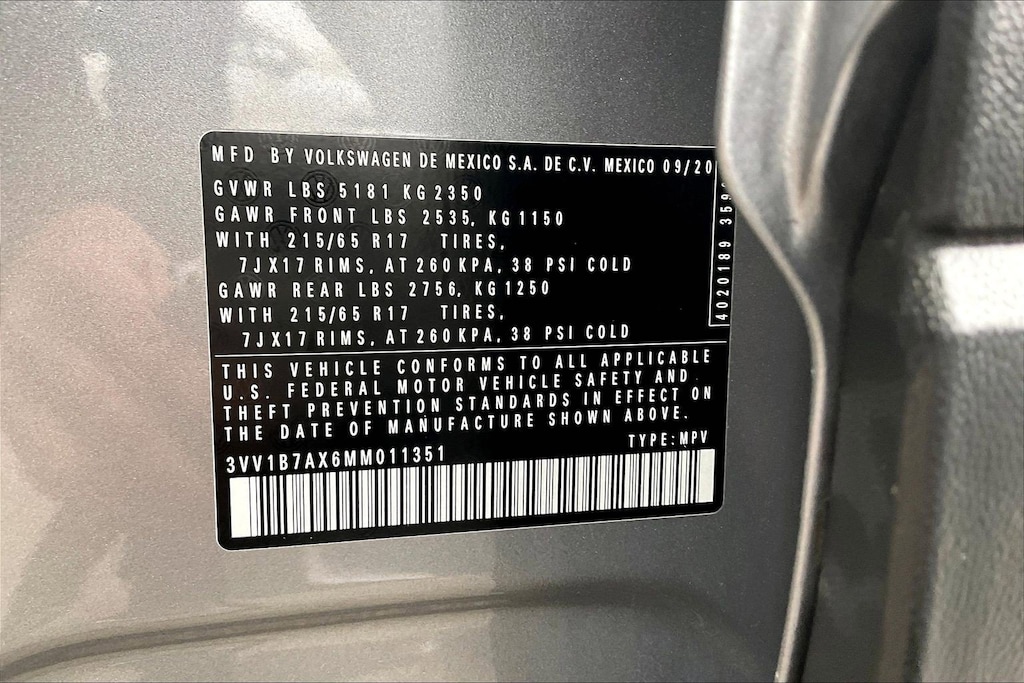 MFD BY VOLKSWAGEN DE MEXICO S.A. DE C.V. MEXICO 09/20
GVWR LBS 5181 KG 2350
GAWR FRONT LBS 2535, KG 1150
WITH 215/65 R17 TIRES,
7JX17 RIMS, AT 260 KPA, 38 PSI COLD
GAWR REAR LBS 2756, KG 1250
WITH 215/65 R17 TIRES,
7JX17 RIMS, AT 260 KPA, 38 PSI COLD
4020189
THIS VEHICLE CONFORMS TO ALL APPLICABLE
U.S. FEDERAL MOTOR VEHICLE SAFETY AND
THEFT PREVENTION STANDARDS IN EFFECT ON
THE DATE OF MANUFACTURE SHOWN ABOVE.
TYPE: MPV
3VV1B7AX6MM011351